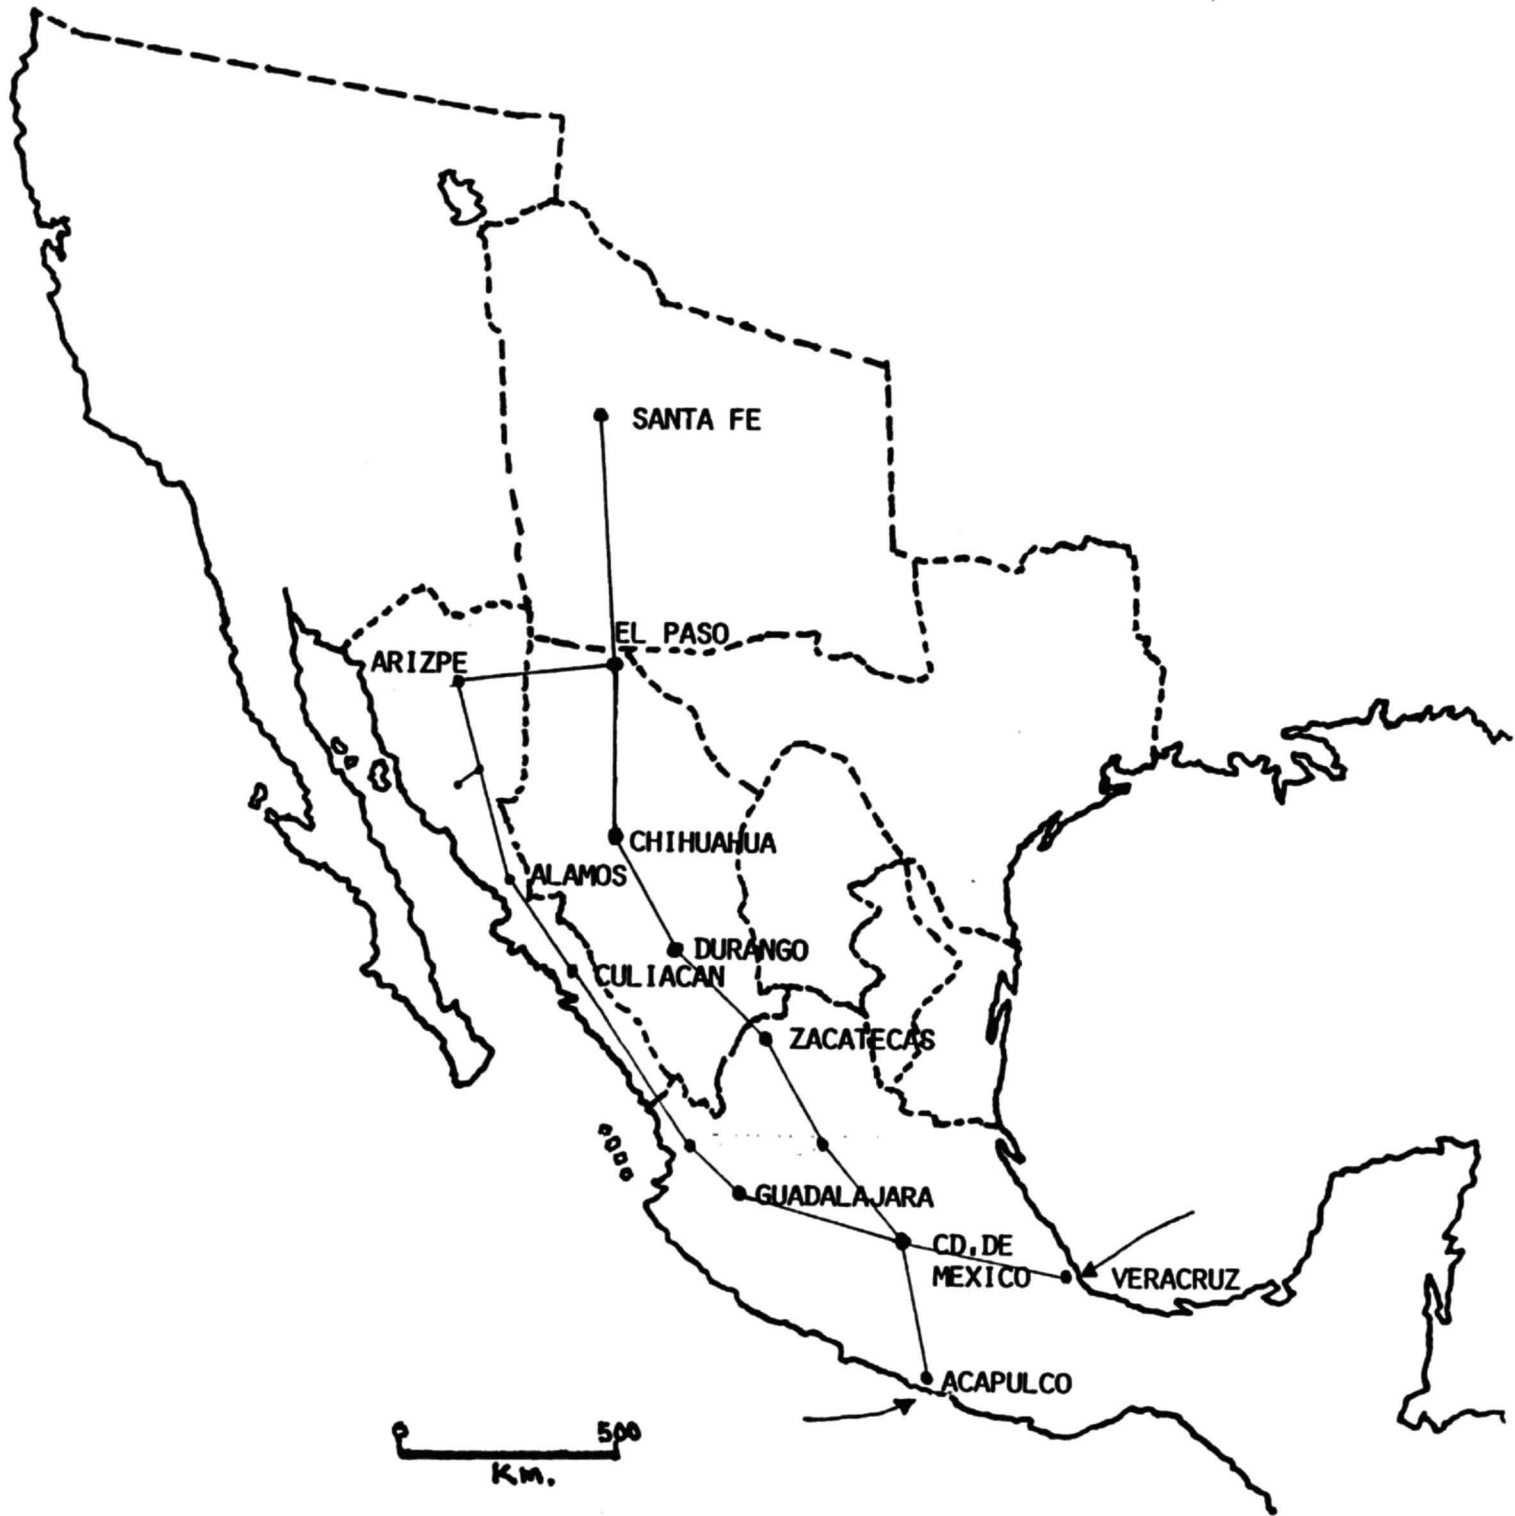 SANTA FE
EL PASO
ARIZPE
CHIHUAHUA
ALAMOS
DURANGO
CULIACAN
ZACATECAS
GUADALAJARA
CD.DE
MEXICO
VERACRUZ
ACAPULCO
0 500
Km.